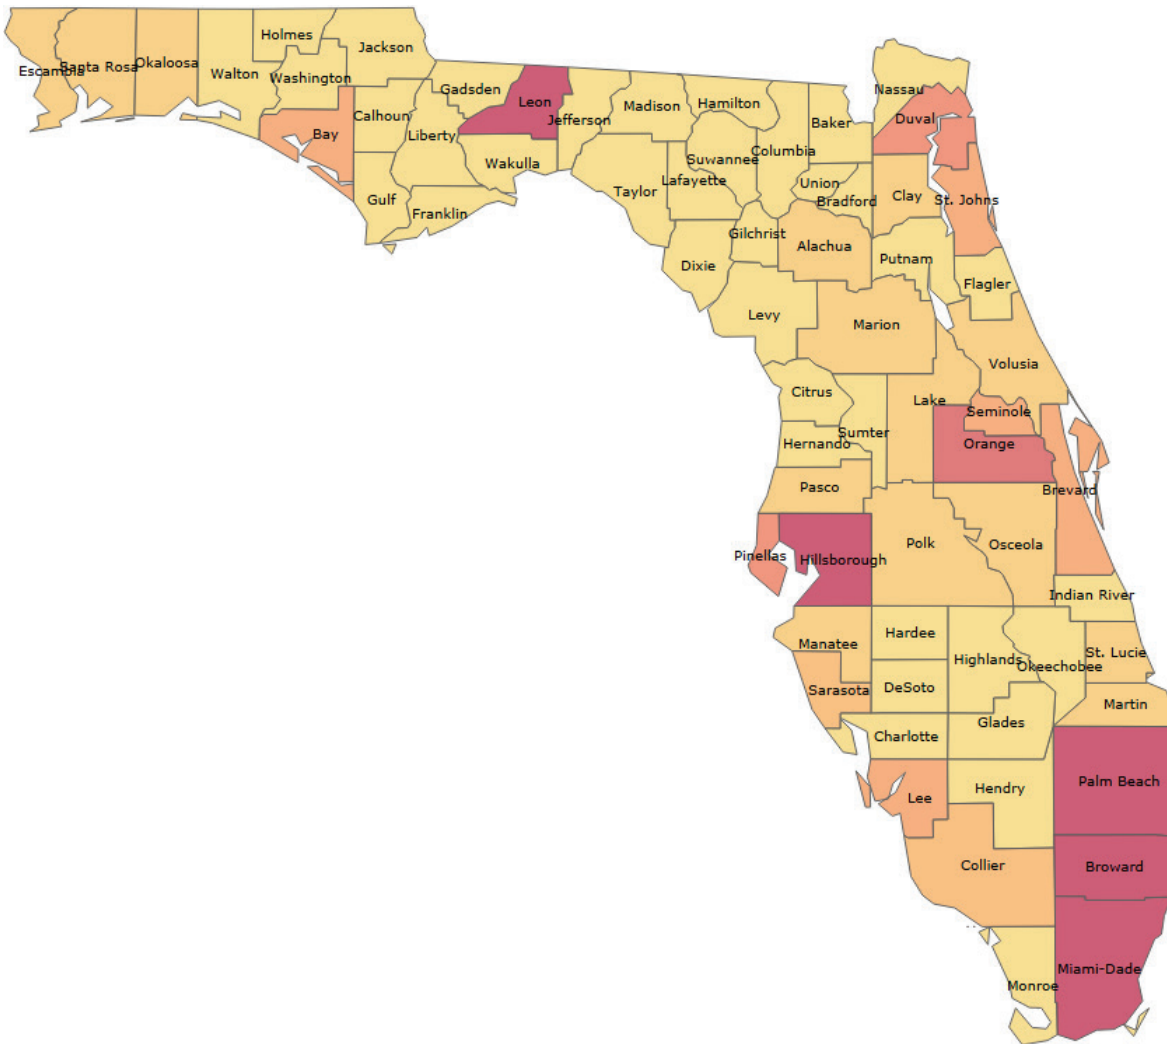 Holmes
Jackson
Escambia
Santa Rosa
Okaloosa
Walton
Washington
Gadsden
Leon
Madison
Hamilton
Nassau
Bay
Calhoun
Liberty
Jefferson
Baker
Duval
Wakulla
Suwannee
Columbia
Gulf
Franklin
Taylor
Lafayette
Union
Bradford
Clay
St. Johns
Gilchrist
Alachua
Dixie
Putnam
Flagler
Levy
Marion
Volusia
Citrus
Lake
Seminole
Hernando
Sumter
Orange
Pasco
Brevard
Pinellas
Hillsborough
Polk
Osceola
Indian River
Manatee
Hardee
Highlands
Okeechobee
St. Lucie
Sarasota
DeSoto
Martin
Charlotte
Glades
Lee
Hendry
Palm Beach
Collier
Broward
Monroe
Miami-Dade